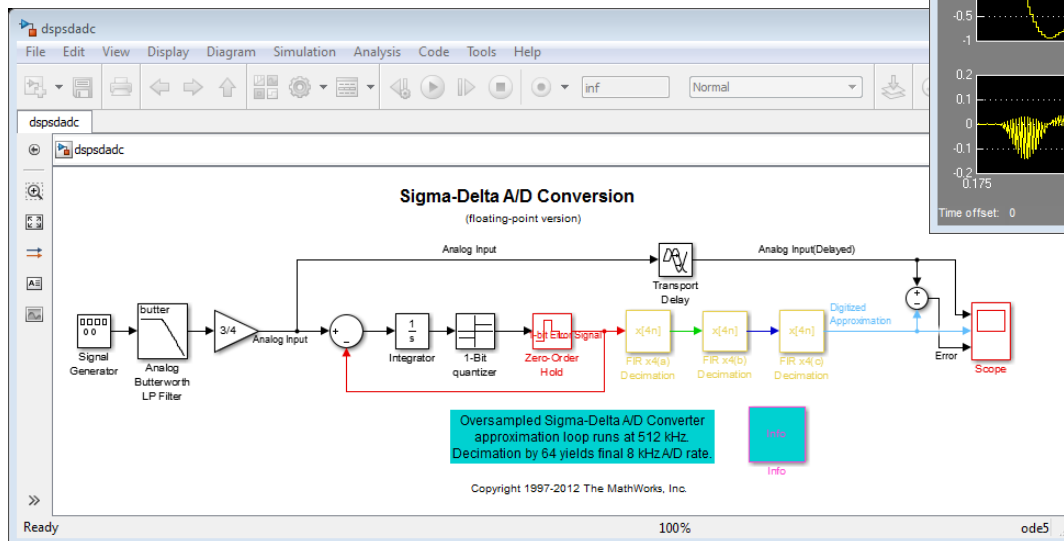 dspsdadc
File Edit View Display Diagram Simulation Analysis Code Tools Help
inf
Normal
dspsdadc
dspsdadc
-0.5
-1
0.2
0.1
0
-0.1
-0.2
0.175
Time offset: 0
Sigma-Delta A/D Conversion
(floating-point version)
Analog Input
Analog Input(Delayed)
Transport
Delay
Signal
Generator
butter
Analog
Butterworth
LP Filter
3/4
Analog Input
1
s
Integrator
1-Bit
quantizer
1-bit Error Signal
Zero-Order
Hold
x[4n]
FIR x4(a)
Decimation
x[4n]
FIR x4(b)
Decimation
x[4n]
FIR x4(c)
Decimation
Digitized
Approximation
Error
Scope
Oversampled Sigma-Delta A/D Converter
approximation loop runs at 512 kHz.
Decimation by 64 yields final 8 kHz A/D rate.
Info
Info
Copyright 1997-2012 The MathWorks, Inc.
Ready
100%
ode5